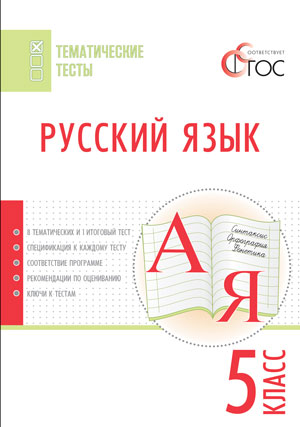 ТЕМАТИЧЕСКИЕ
ТЕСТЫ
СООТВЕТСТВУЕТ
ФГОС
РУССКИЙ ЯЗЫК
8 ТЕМАТИЧЕСКИХ И 1 ИТОГОВЫЙ ТЕСТ
СПЕЦИФИКАЦИЯ К КАЖДОМУ ТЕСТУ
СООТВЕТСТВИЕ ПРОГРАММЕ
РЕКОМЕНДАЦИИ ПО ОЦЕНИВАНИЮ
КЛЮЧИ К ТЕСТАМ
А
Синтаксис
Орфография
Фонетика
Я
5 КЛАСС